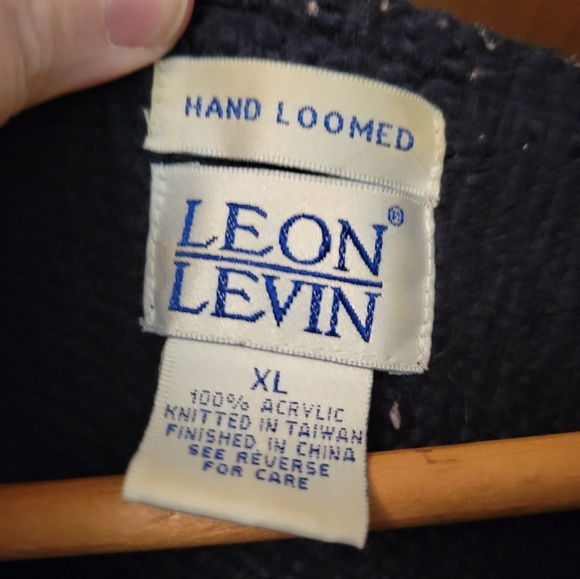 HAND LOOMED
LEON®
LEVIN
XL
100% ACRYLIC
KNITTED IN TAIWAN
FINISHED IN CHINA
SEE REVERSE
FOR CARE